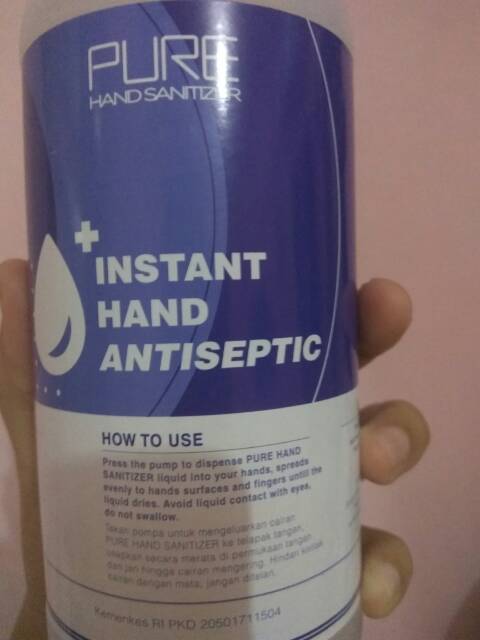 PURE
HAND SANITIZER
INSTANT
HAND
ANTISEPTIC
HOW TO USE
Press the pump to dispense PURE HAND
SANITIZER liquid into your hands, spreads
evenly to hands surfaces and fingers untill the
liquid dries. Avoid liquid contact with eyes,
do not swallow.
Tekan pompa untuk mengeluarkan cairan
PURE HAND SANITIZER ke telapak tangan,
usapkan secara merata di permukaan tangan
dan jari hingga cairan mengering. Hindari kontak
cairan dengan mata, jangan ditelan.
Kemenkes RI PKD 20501711504